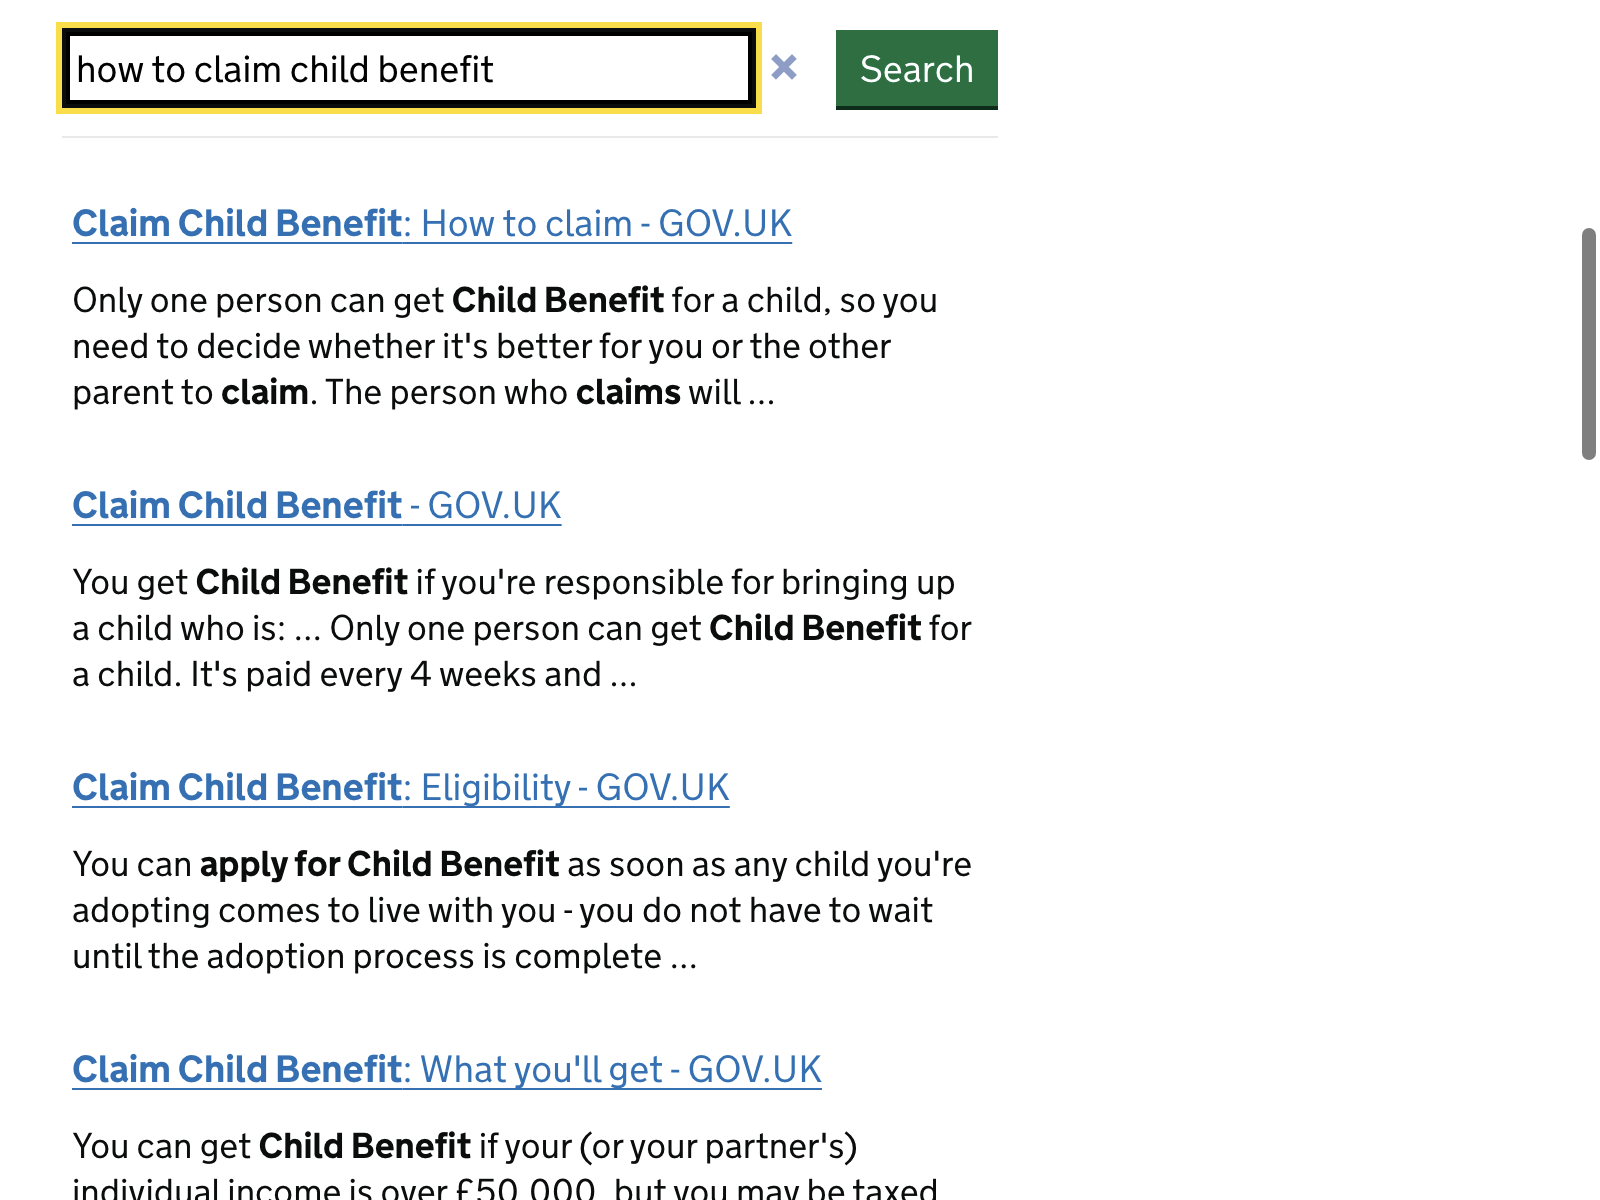 how to claim child benefit
Search
Claim Child Benefit: How to claim - GOV.UK
Only one person can get Child Benefit for a child, so you
need to decide whether it's better for you or the other
parent to claim. The person who claims will ...
Claim Child Benefit - GOV.UK
You get Child Benefit if you're responsible for bringing up
a child who is: ... Only one person can get Child Benefit for
a child. It's paid every 4 weeks and ...
Claim Child Benefit: Eligibility - GOV.UK
You can apply for Child Benefit as soon as any child you're
adopting comes to live with you - you do not have to wait
until the adoption process is complete ...
Claim Child Benefit: What you'll get - GOV.UK
You can get Child Benefit if your (or your partner's)
individual income is over £50,000, but you may be taxed